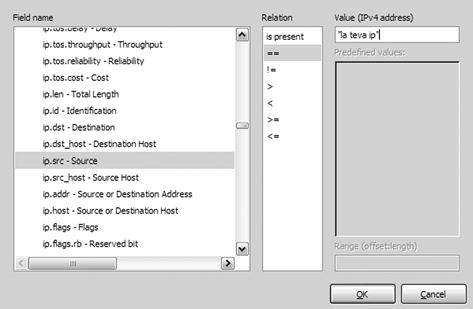 Field name
Relation
Value (IPv4 address)
ip.tos.delay - Delay
ip.tos.throughput - Throughput
ip.tos.reliability - Reliability
ip.tos.cost - Cost
ip.len - Total Length
ip.id - Identification
ip.dst - Destination
ip.dst_host - Destination Host
ip.src - Source
ip.src_host - Source Host
ip.addr - Source or Destination Address
ip.host - Source or Destination Host
ip.flags - Flags
ip.flags.rb - Reserved bit
is present
==
!=
>
<
>=
<=
"la teva ip"
Predefined values:
Range (offset:length)
OK
Cancel